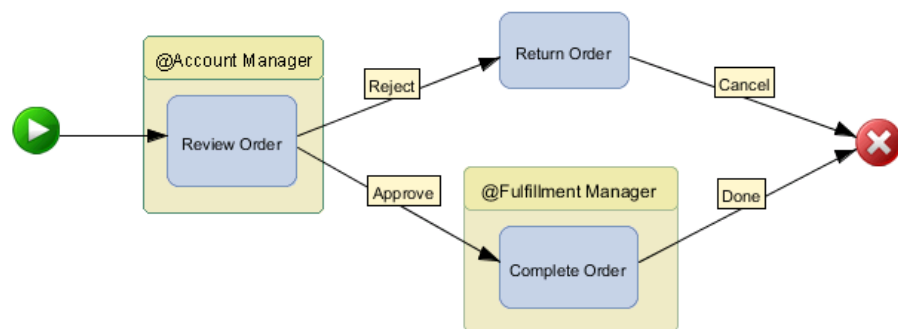 @Account Manager
Review Order
Reject
Return Order
Cancel
Approve
@Fulfillment Manager
Complete Order
Done